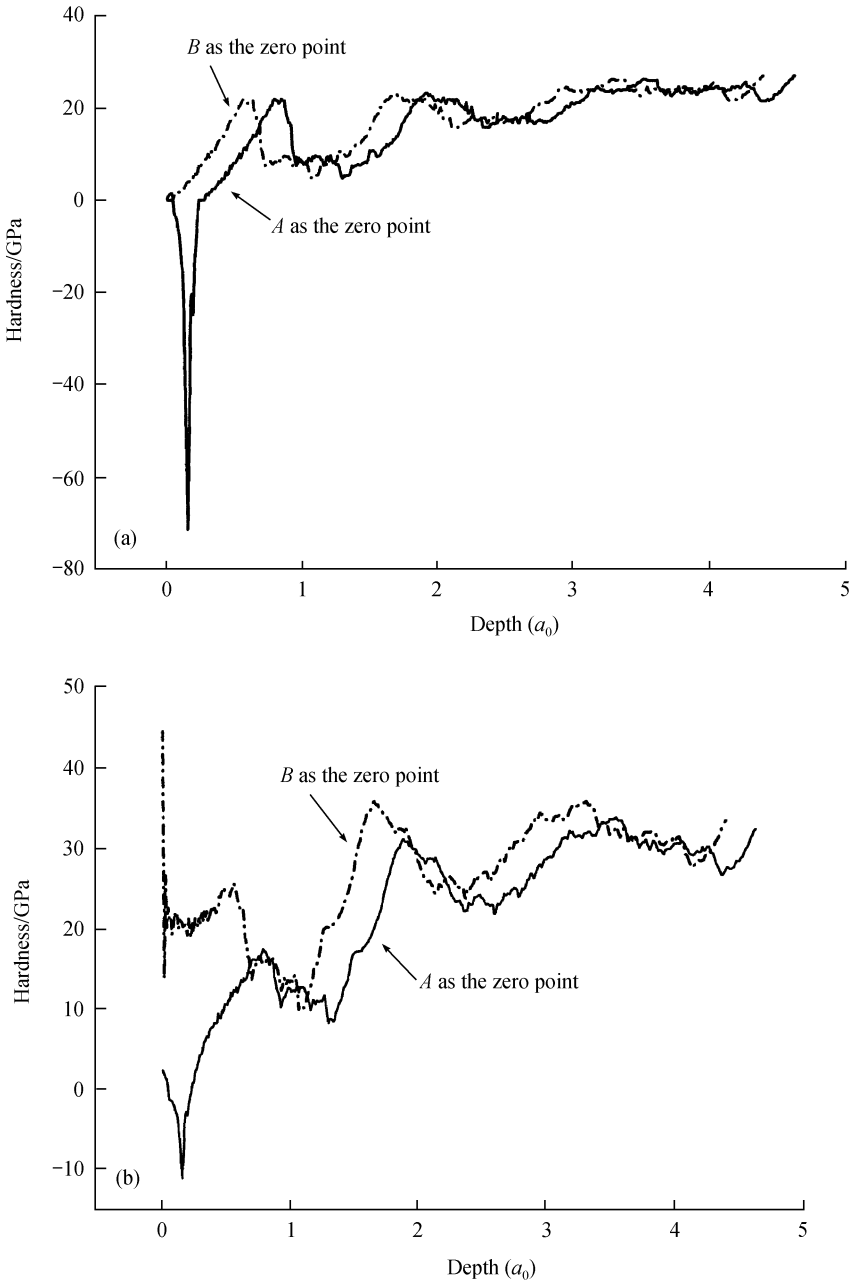 40
B as the zero point
20
0
A as the zero point
Hardness/GPa
−20
−40
−60
(a)
−80
0 1 2 3 4 5
Depth (a₀)
50
40
B as the zero point
30
20
Hardness/GPa
A as the zero point
10
0
−10
(b)
0 1 2 3 4 5
Depth (a₀)